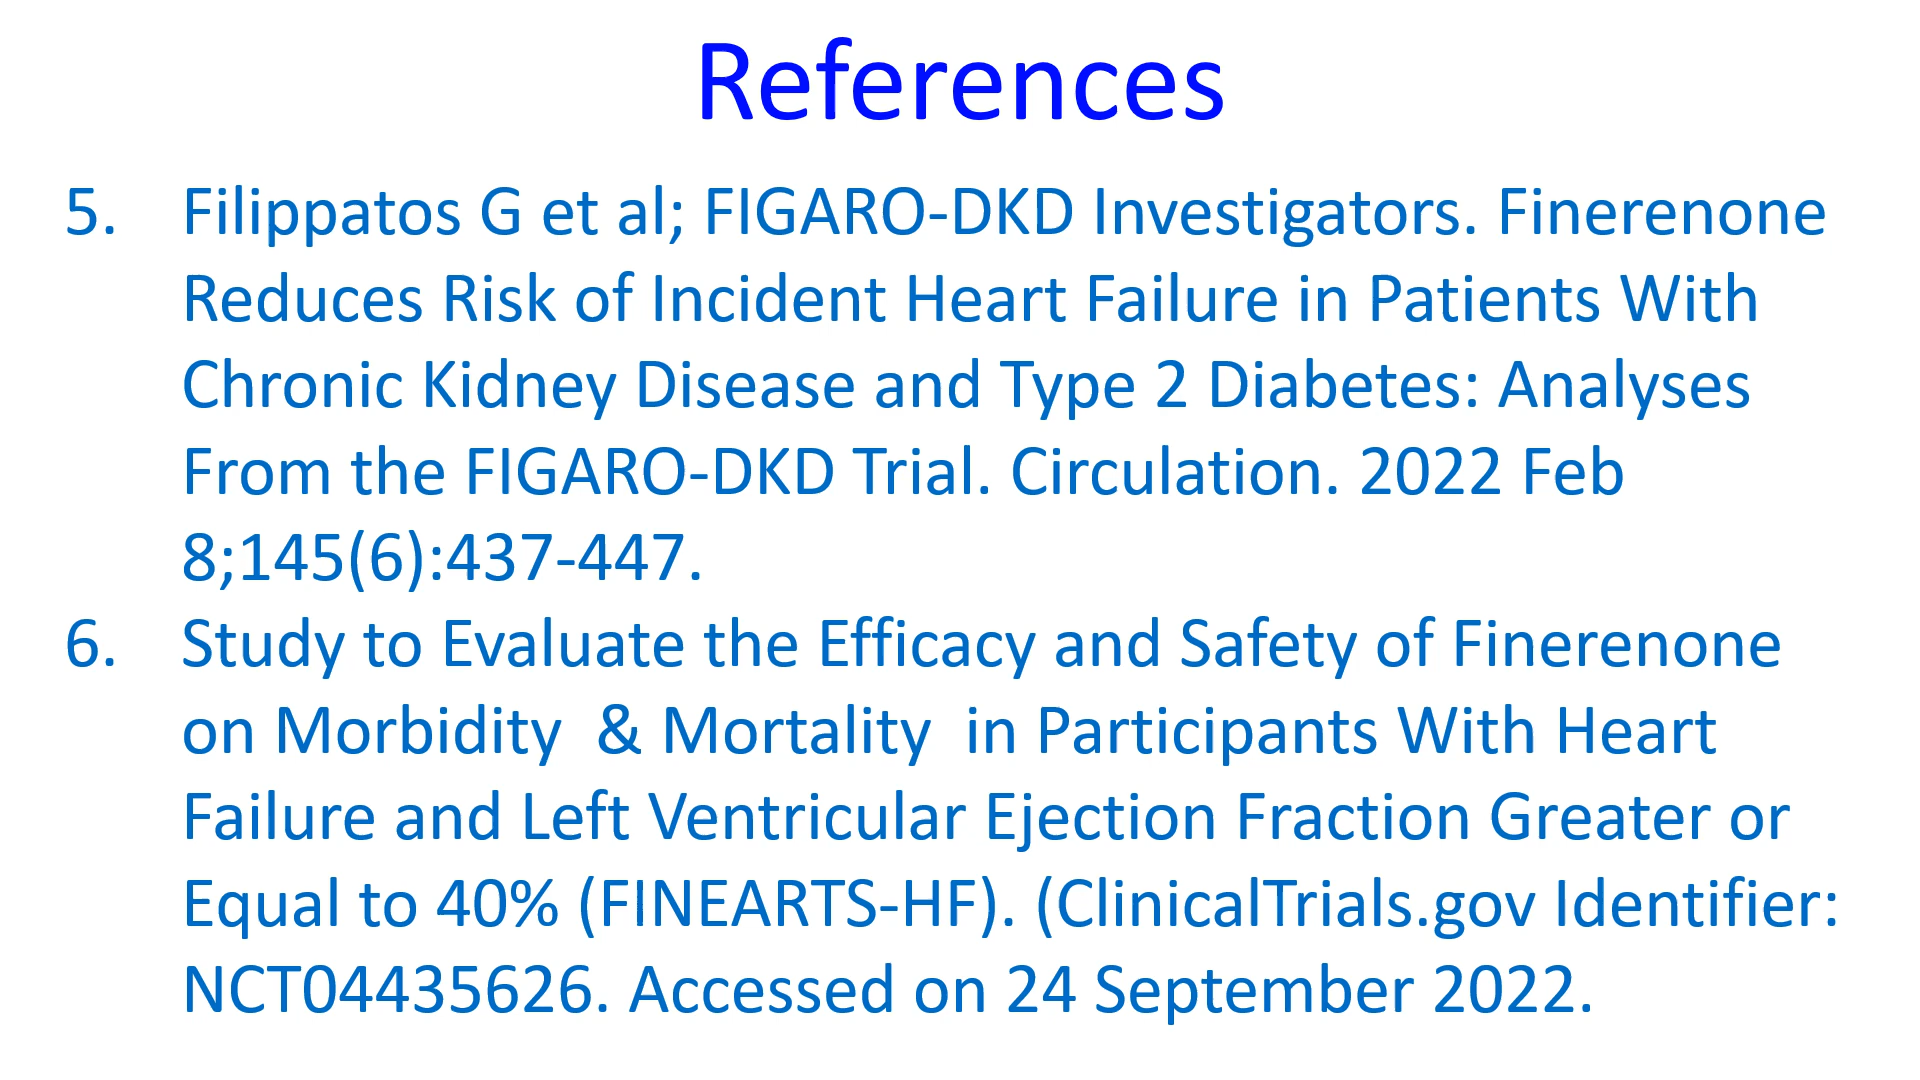 References
5. Filippatos G et al; FIGARO-DKD Investigators. Finerenone
Reduces Risk of Incident Heart Failure in Patients With
Chronic Kidney Disease and Type 2 Diabetes: Analyses
From the FIGARO-DKD Trial. Circulation. 2022 Feb
8;145(6):437-447.
6. Study to Evaluate the Efficacy and Safety of Finerenone
on Morbidity  & Mortality  in Participants With Heart
Failure and Left Ventricular Ejection Fraction Greater or
Equal to 40% (FINEARTS-HF). (ClinicalTrials.gov Identifier:
NCT04435626. Accessed on 24 September 2022.